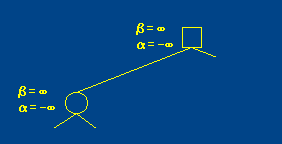 β = ∞
α = -∞
β = ∞
α = -∞